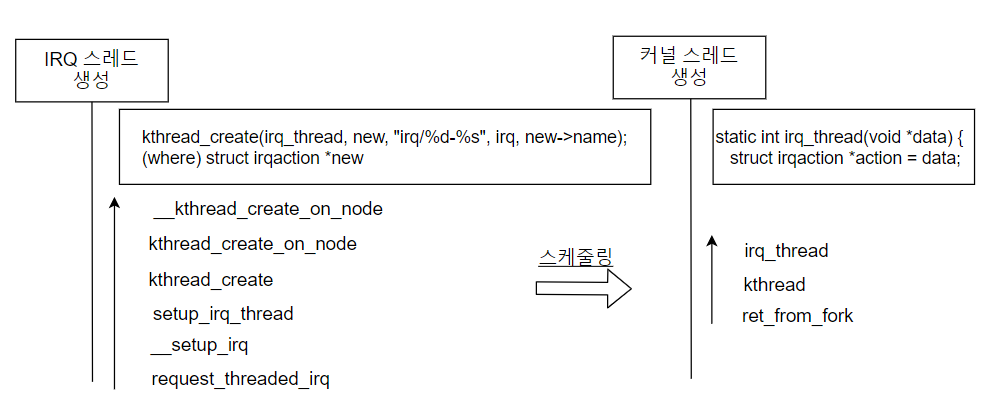 IRQ 스레드
생성
kthread_create(irq_thread, new, "irq/%d-%s", irq, new->name);
(where) struct irqaction *new
__kthread_create_on_node
kthread_create_on_node
kthread_create
setup_irq_thread
__setup_irq
request_threaded_irq
스케줄링
커널 스레드
생성
static int irq_thread(void *data) {
struct irqaction *action = data;
irq_thread
kthread
ret_from_fork